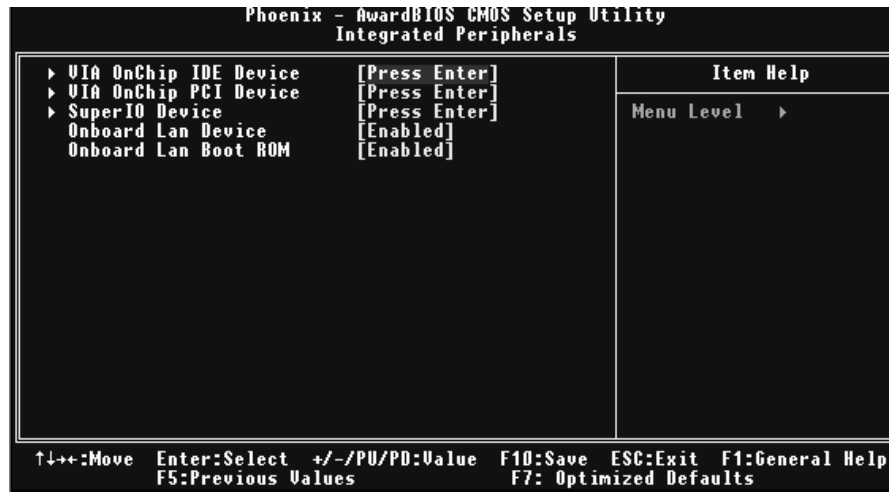 Phoenix - AwardBIOS CMOS Setup Utility
Integrated Peripherals
▸ VIA OnChip IDE Device [Press Enter]
▸ VIA OnChip PCI Device [Press Enter]
▸ SuperIO Device [Press Enter]
Onboard Lan Device [Enabled]
Onboard Lan Boot ROM [Enabled]
Item Help
Menu Level ▸
↑↓→←:Move Enter:Select +/-/PU/PD:Value F10:Save ESC:Exit F1:General Help
F5:Previous Values F7: Optimized Defaults